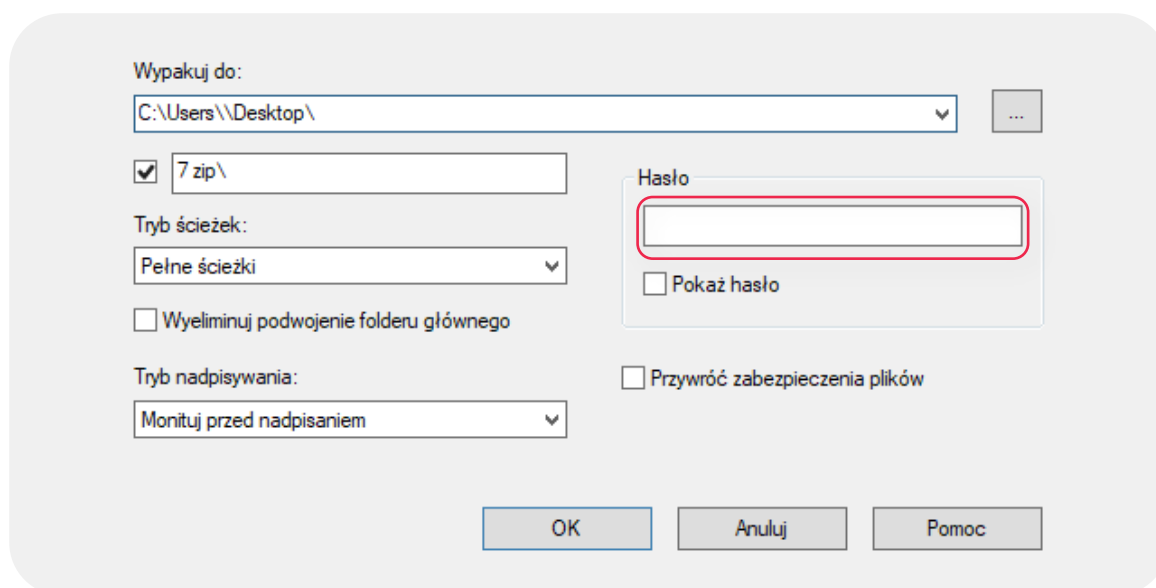 Wypakuj do:
C:\Users\\Desktop\
...
7 zip\
Hasło
Tryb ścieżek:
Pełne ścieżki
Pokaż hasło
Wyeliminuj podwojenie folderu głównego
Tryb nadpisywania:
Przywróć zabezpieczenia plików
Monituj przed nadpisaniem
OK
Anuluj
Pomoc